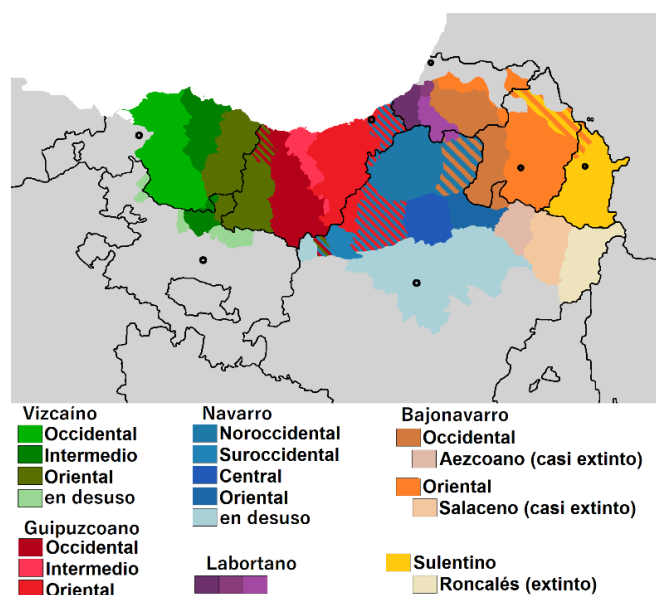 Vizcaíno
Occidental
Intermedio
Oriental
en desuso
Guipuzcoano
Occidental
Intermedio
Oriental
Navarro
Noroccidental
Suroccidental
Central
Oriental
en desuso
Labortano
Bajonavarro
Occidental
Aezcoano (casi extinto)
Oriental
Salaceno (casi extinto)
Sulentino
Roncalés (extinto)